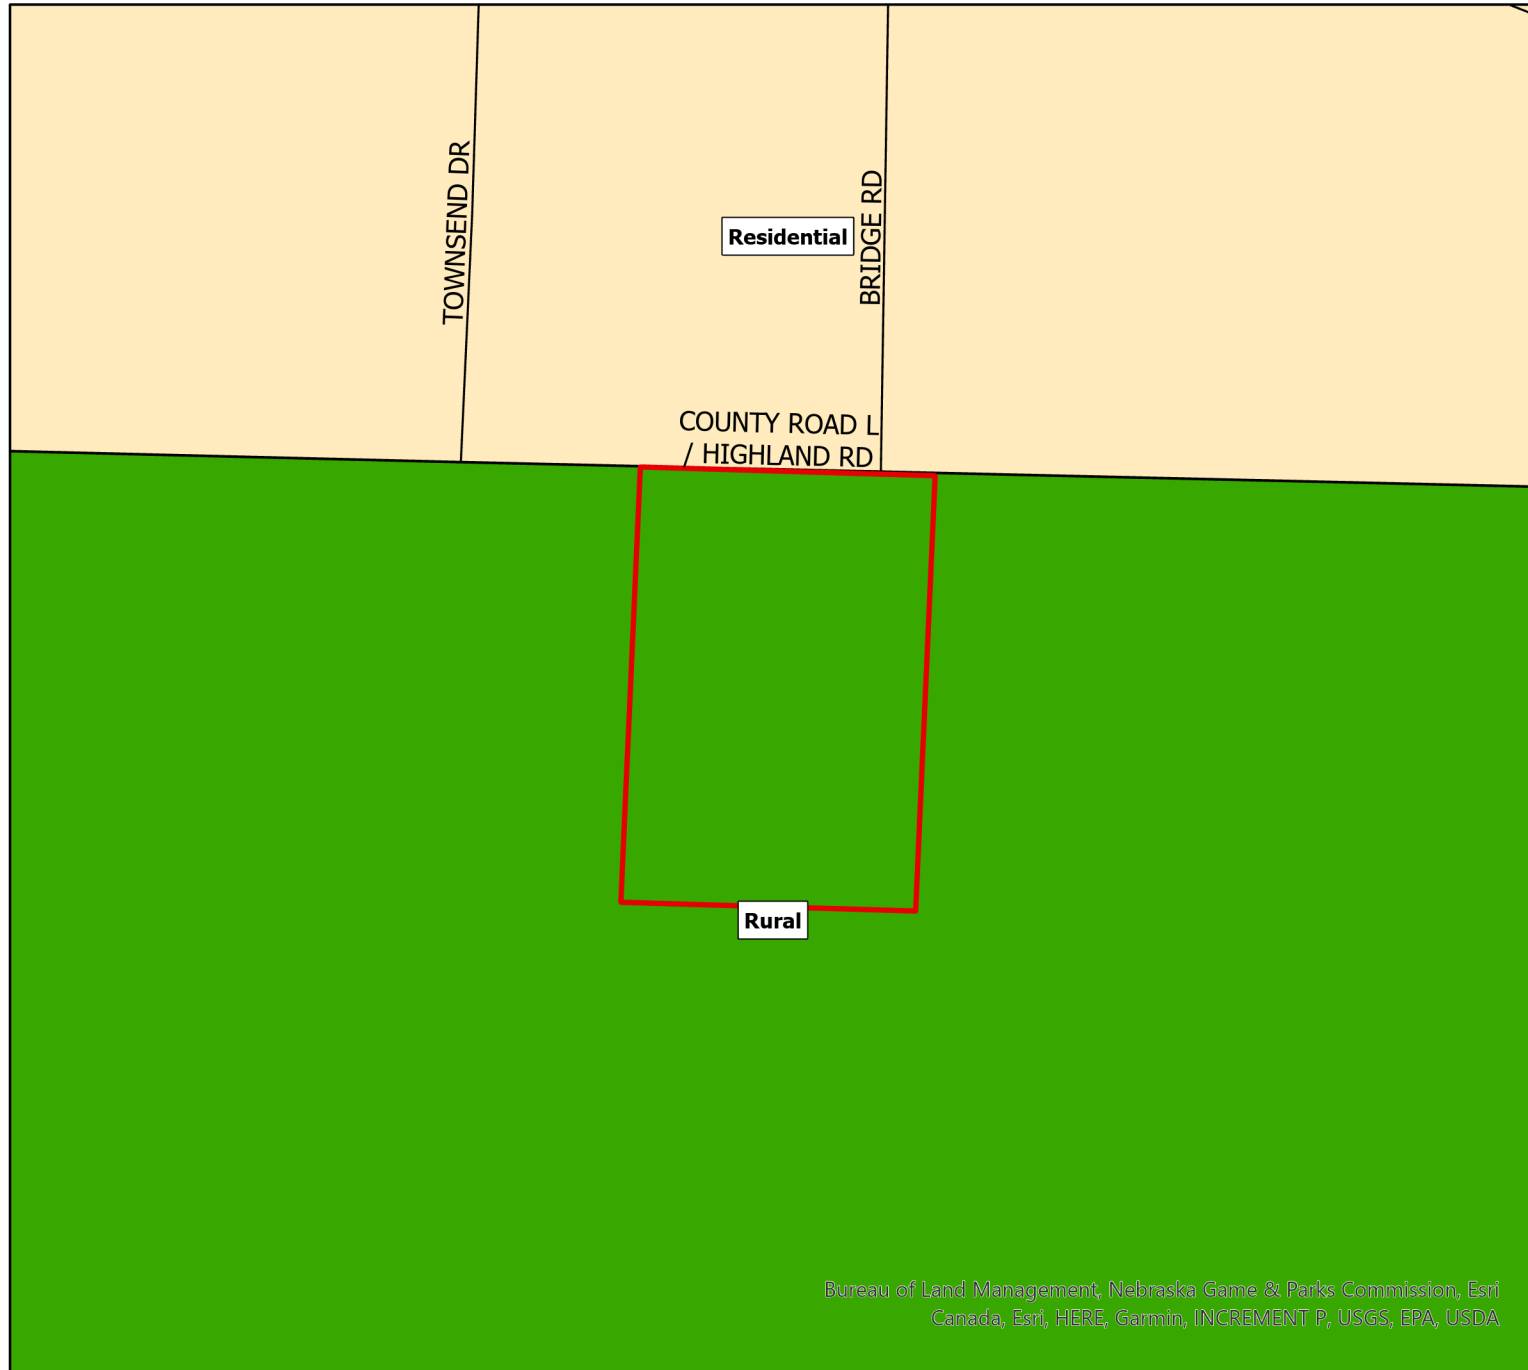 TOWNSEND DR
BRIDGE RD
Residential
COUNTY ROAD L
/ HIGHLAND RD
Rural
Bureau of Land Management, Nebraska Game & Parks Commission, Esri
Canada, Esri, HERE, Garmin, INCREMENT P, USGS, EPA, USDA